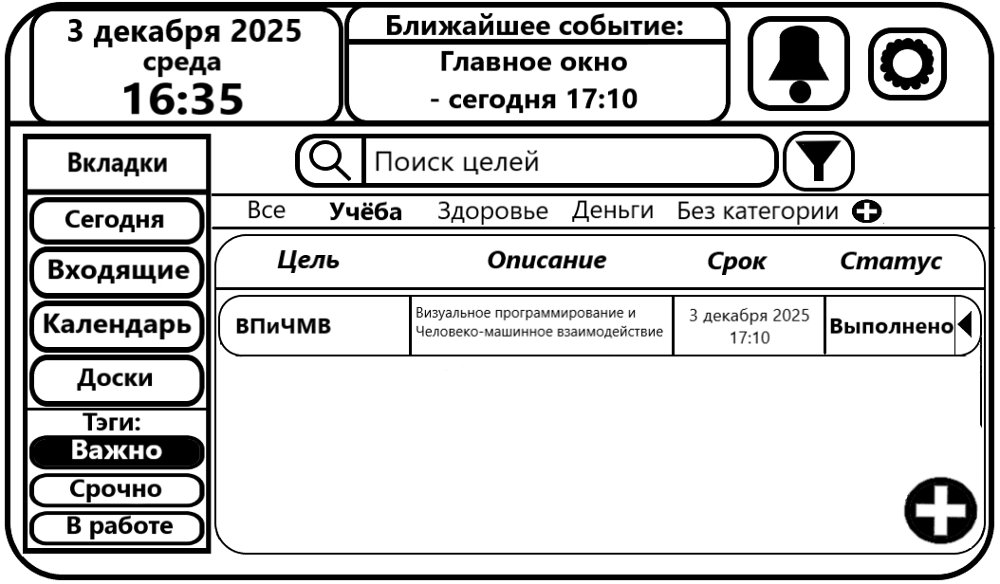 3 декабря 2025
среда
16:35
Ближайшее событие:
Главное окно
- сегодня 17:10
Вкладки
Сегодня
Входящие
Календарь
Доски
Тэги:
Важно
Срочно
В работе
Поиск целей
Все Учёба Здоровье Деньги Без категории
Цель Описание Срок Статус
ВПиЧМВ
Визуальное программирование и
Человеко-машинное взаимодействие
3 декабря 2025
17:10
Выполнено